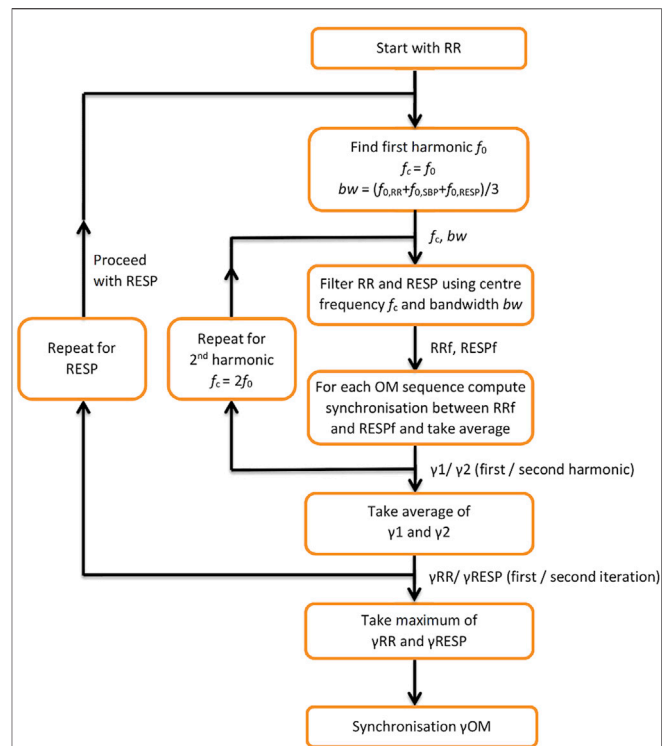 Start with RR
Find first harmonic f0
fc = f0
bw = (f0,RR+f0,SBP+f0,RESP)/3
fc, bw
Proceed
with RESP
Filter RR and RESP using centre
frequency fc and bandwidth bw
Repeat for
RESP
Repeat for
2nd harmonic
fc = 2f0
RRf, RESPf
For each OM sequence compute
synchronisation between RRf
and RESPf and take average
γ1/ γ2 (first / second harmonic)
Take average of
γ1 and γ2
γRR/ γRESP (first / second iteration)
Take maximum of
γRR and γRESP
Synchronisation γOM